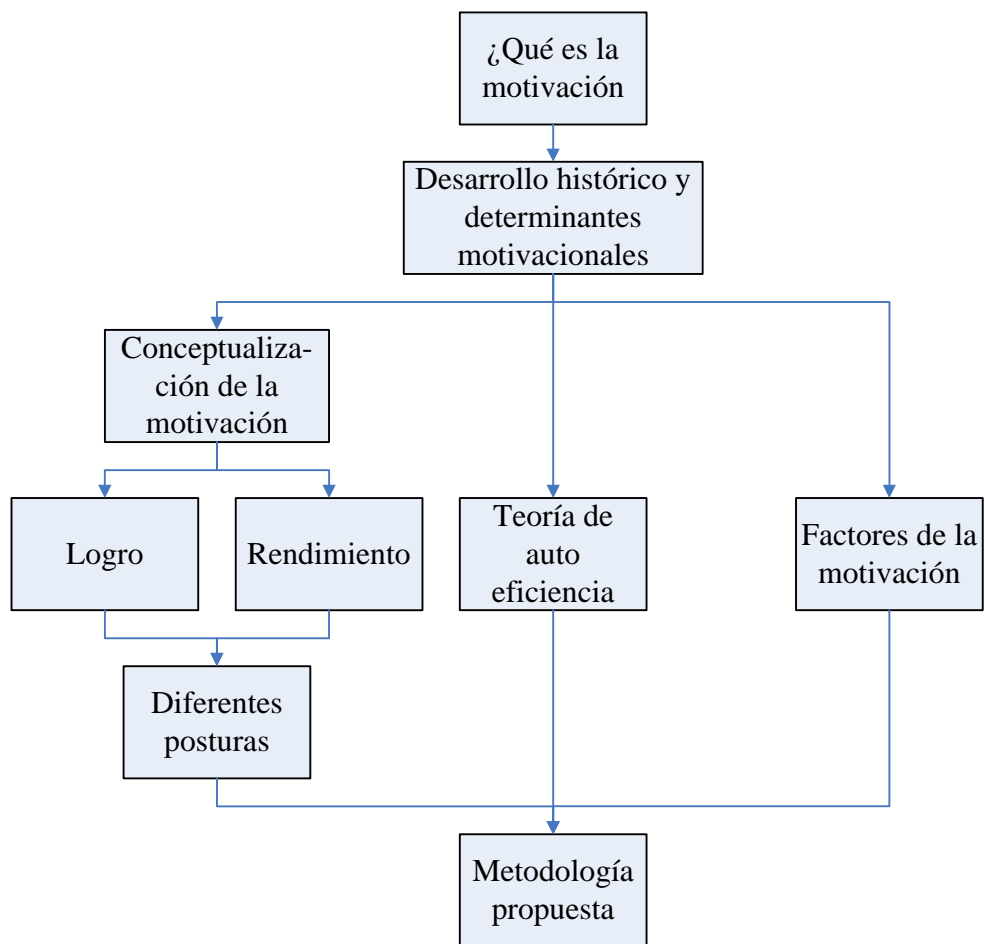 ¿Qué es la
motivación
Desarrollo histórico y
determinantes
motivacionales
Conceptualiza-
ción de la
motivación
Logro
Rendimiento
Teoría de
auto
eficiencia
Factores de la
motivación
Diferentes
posturas
Metodología
propuesta